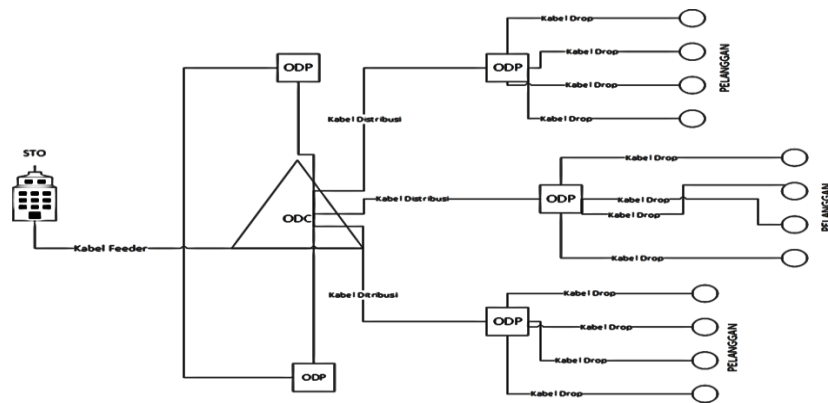 Kabel Drop
Kabel Drop
ODP
ODP
Kabel Drop
PELANGGAN
Kabel Drop
Kabel Distribusi
STO
Kabel Drop
Kabel Distribusi
ODP
Kabel Drop
Kabel Drop
PELANGGAN
ODC
Kabel Feeder
Kabel Drop
Kabel Ditribusi
Kabel Drop
ODP
Kabel Drop
PELANGGAN
Kabel Drop
ODP
Kabel Drop